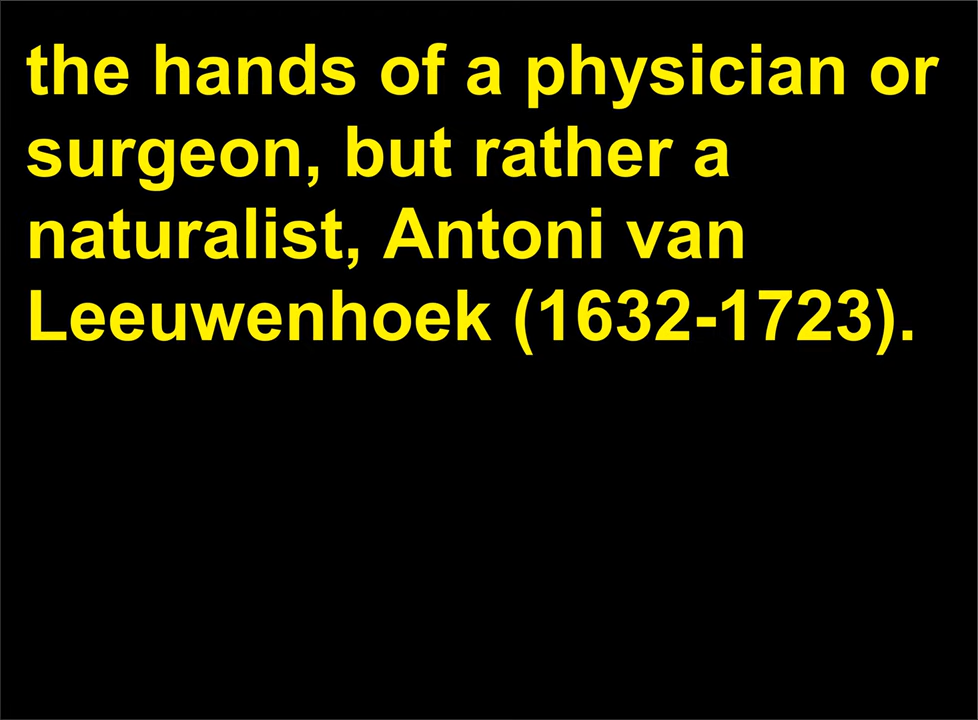 the hands of a physician or
surgeon, but rather a
naturalist, Antoni van
Leeuwenhoek (1632-1723).